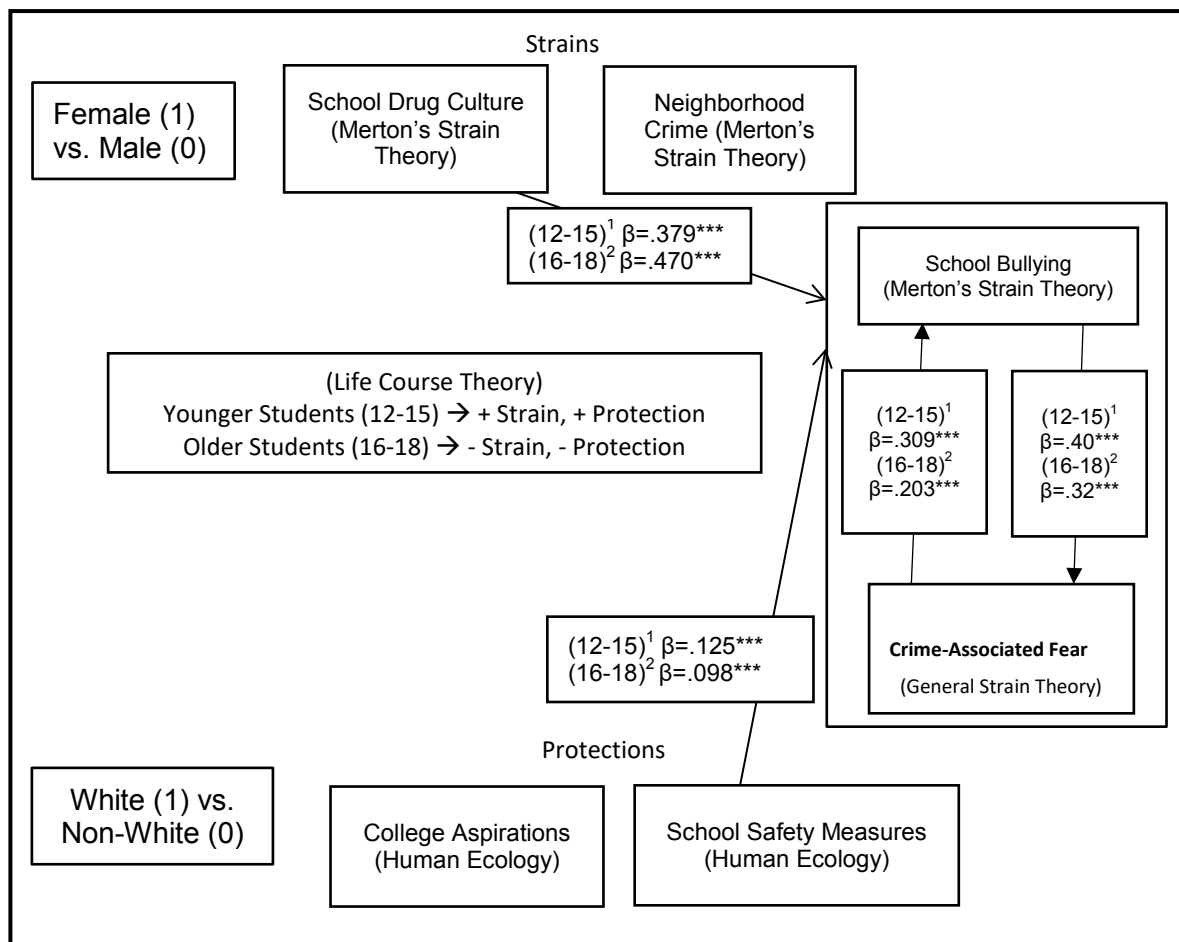 Strains
Female (1)
vs. Male (0)
School Drug Culture
(Merton’s Strain
Theory)
Neighborhood
Crime (Merton’s
Strain Theory)
(12-15)¹ β=.379***
(16-18)² β=.470***
School Bullying
(Merton’s Strain Theory)
(Life Course Theory)
Younger Students (12-15) → + Strain, + Protection
Older Students (16-18) → - Strain, - Protection
(12-15)¹
β=.309***
(16-18)²
β=.203***
(12-15)¹
β=.40***
(16-18)²
β=.32***
(12-15)¹ β=.125***
(16-18)² β=.098***
Crime-Associated Fear
(General Strain Theory)
Protections
White (1) vs.
Non-White (0)
College Aspirations
(Human Ecology)
School Safety Measures
(Human Ecology)